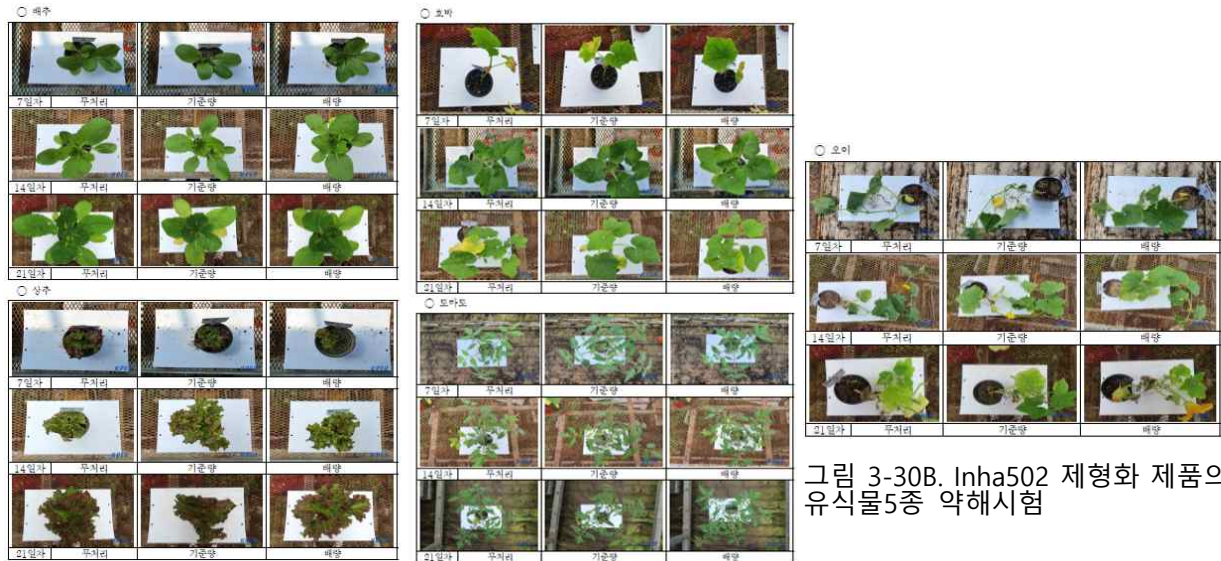 ○ 배추
7일차 무처리 기준량 배량
14일차 무처리 기준량 배량
21일차 무처리 기준량 배량
○ 상추
7일차 무처리 기준량 배량
14일차 무처리 기준량 배량
21일차 무처리 기준량 배량
○ 호박
7일차 무처리 기준량 배량
14일차 무처리 기준량 배량
21일차 무처리 기준량 배량
○ 토마토
7일차 무처리 기준량 배량
14일차 무처리 기준량 배량
21일차 무처리 기준량 배량
○ 오이
7일차 무처리 기준량 배량
14일차 무처리 기준량 배량
21일차 무처리 기준량 배량
그림 3-30B. Inha502 제형화 제품의
유식물5종 약해시험